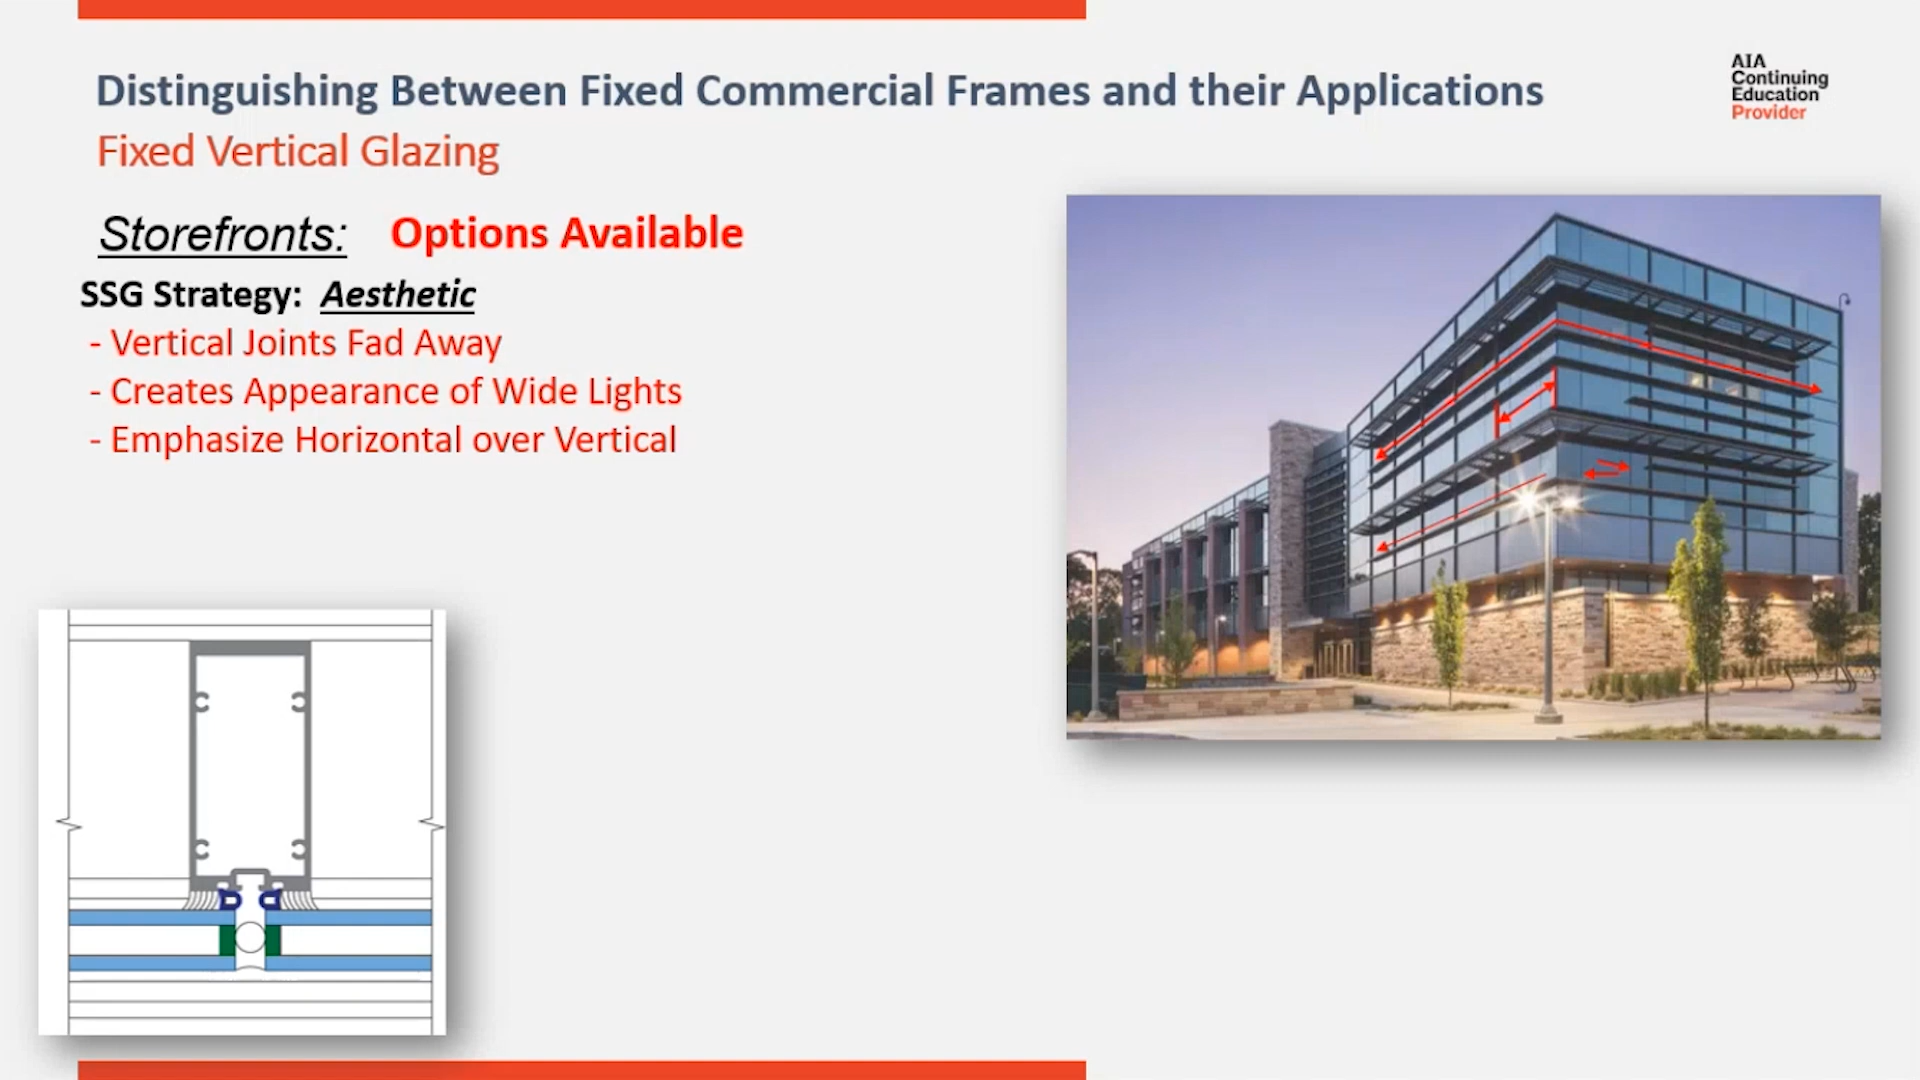 Distinguishing Between Fixed Commercial Frames and their Applications
Fixed Vertical Glazing
AIA
Continuing
Education
Provider
Storefronts: Options Available
SSG Strategy: Aesthetic
- Vertical Joints Fad Away
- Creates Appearance of Wide Lights
- Emphasize Horizontal over Vertical